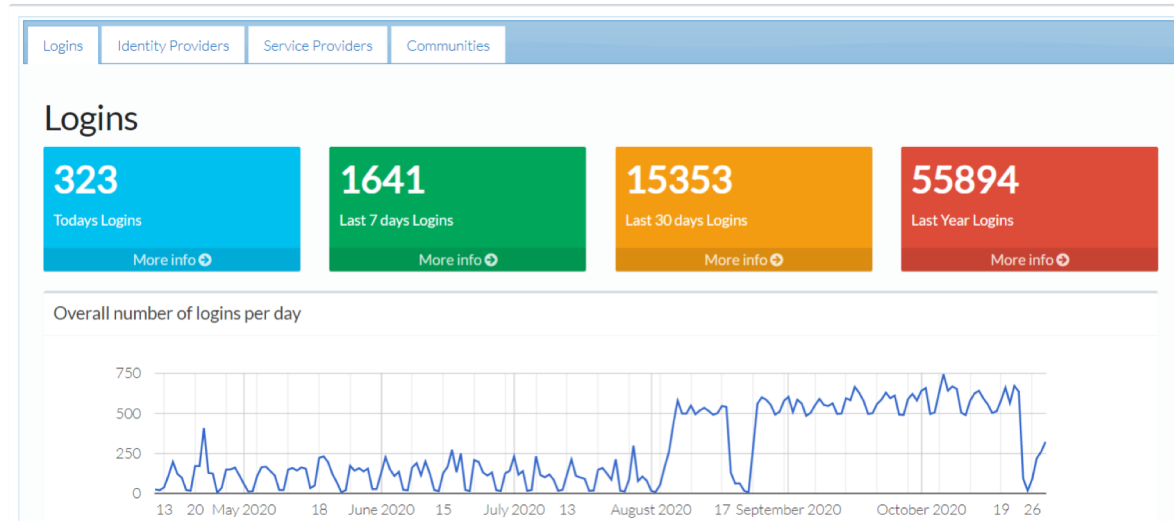 Logins Identity Providers Service Providers Communities
Logins
323 1641 15353 55894
Todays Logins Last 7 days Logins Last 30 days Logins Last Year Logins
More info More info More info More info
Overall number of logins per day
750
500
250
0
13 20 May 2020 18 June 2020 15 July 2020 13 August 2020 17 September 2020 October 2020 19 26